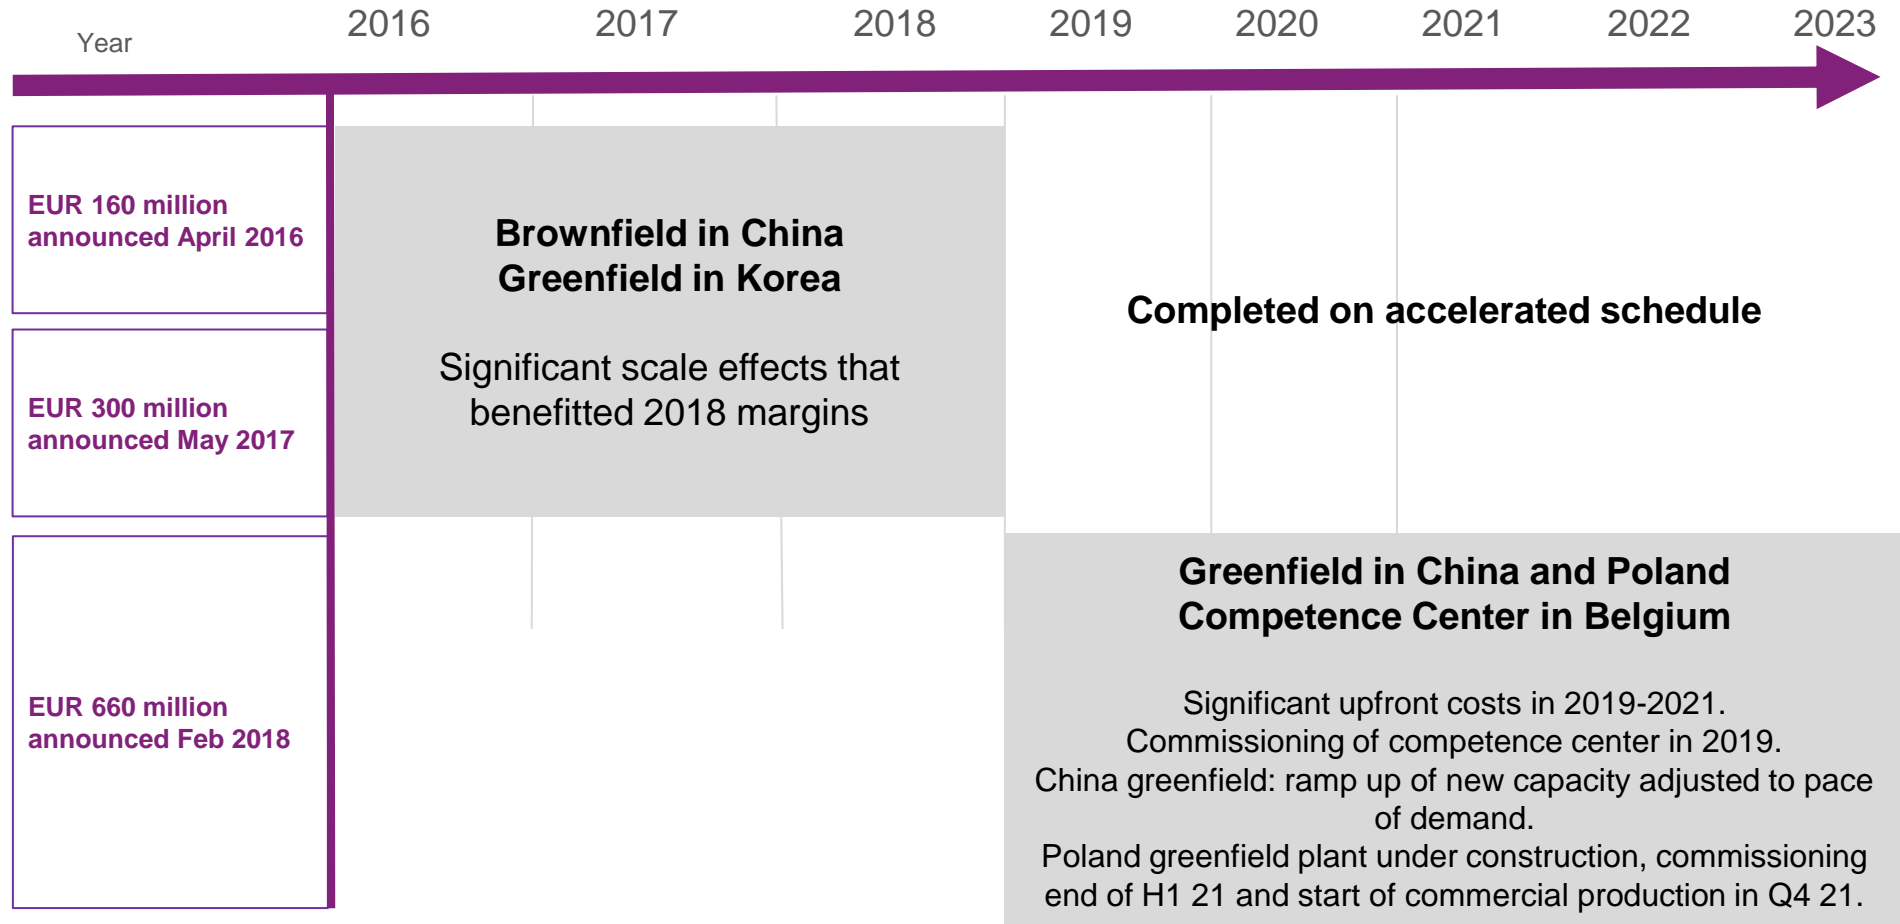 Year
2016
2017
2018
2019
2020
2021
2022
2023
EUR 160 million
announced April 2016
EUR 300 million
announced May 2017
Brownfield in China
Greenfield in Korea
Significant scale effects that
benefitted 2018 margins
Completed on accelerated schedule
EUR 660 million
announced Feb 2018
Greenfield in China and Poland
Competence Center in Belgium
Significant upfront costs in 2019-2021.
Commissioning of competence center in 2019.
China greenfield: ramp up of new capacity adjusted to pace
of demand.
Poland greenfield plant under construction, commissioning
end of H1 21 and start of commercial production in Q4 21.